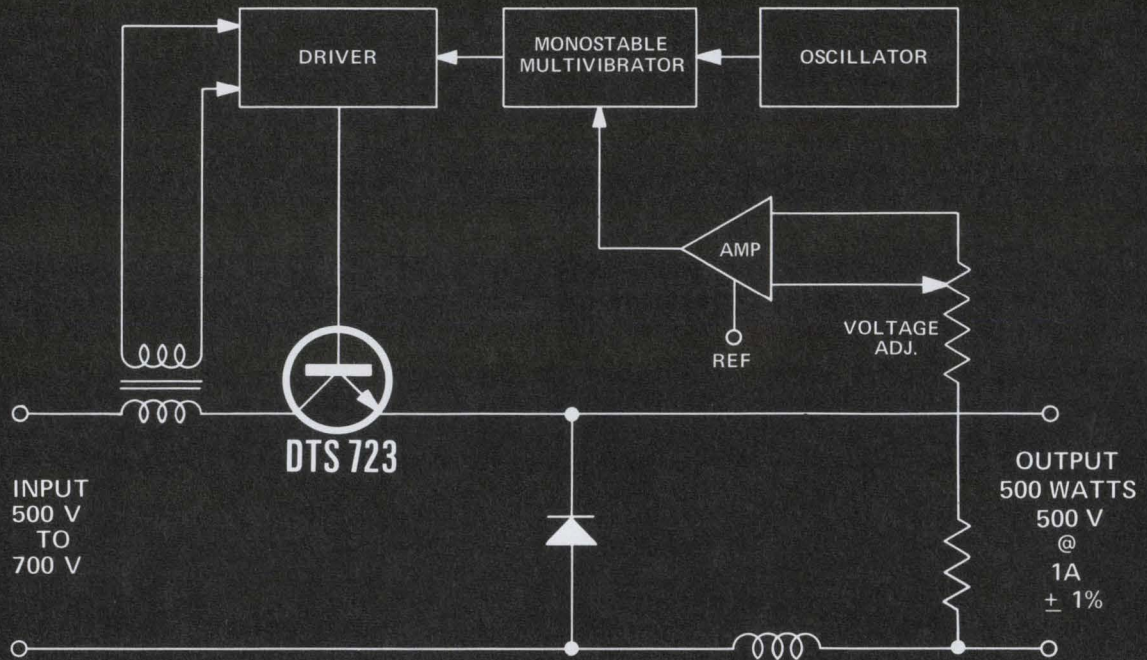 DRIVER
MONOSTABLE
MULTIVIBRATOR
OSCILLATOR
AMP
REF
VOLTAGE
ADJ.
DTS 723
INPUT
500 V
TO
700 V
OUTPUT
500 WATTS
500 V
@
1A
± 1%